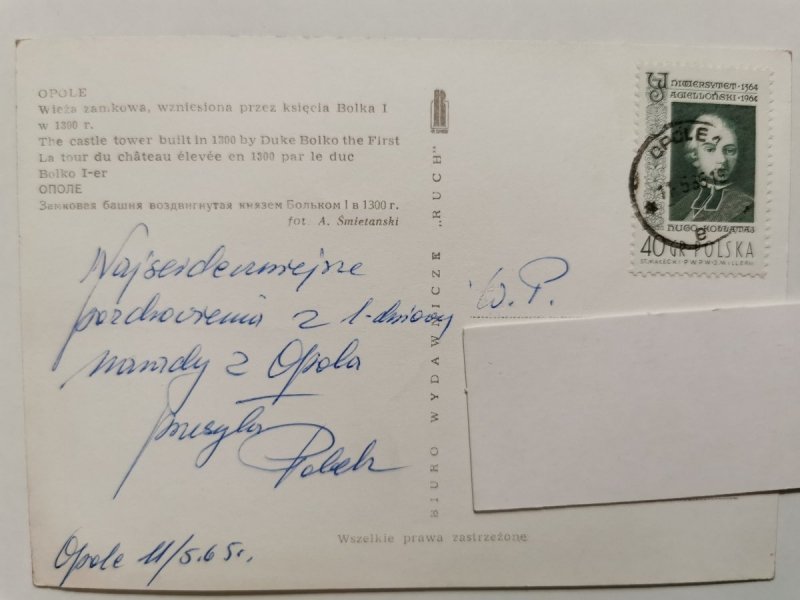 OPOLE
Wieża zamkowa, wzniesiona przez księcia Bolka I
w 1300 r.
The castle tower built in 1300 by Duke Bolko the First
La tour du château élevée en 1300 par le duc
Bolko I-er
ОПОЛЕ
Замковая башня воздвигнутая князем Больком I в 1300 г.
fot. A. Śmietański
Najserdeczniejsze
pozdrowienia z 1-dniowej
narady z Opola
przesyła
Opole 11/5.65 r.
BIURO WYDAWNICZE „RUCH"
Wszelkie prawa zastrzeżone
UNIWERSYTET · 1364
JAGIELLOŃSKI · 1964
HUGO · KOŁŁĄTAJ
40 GR POLSKA
OPOLE
W.P.